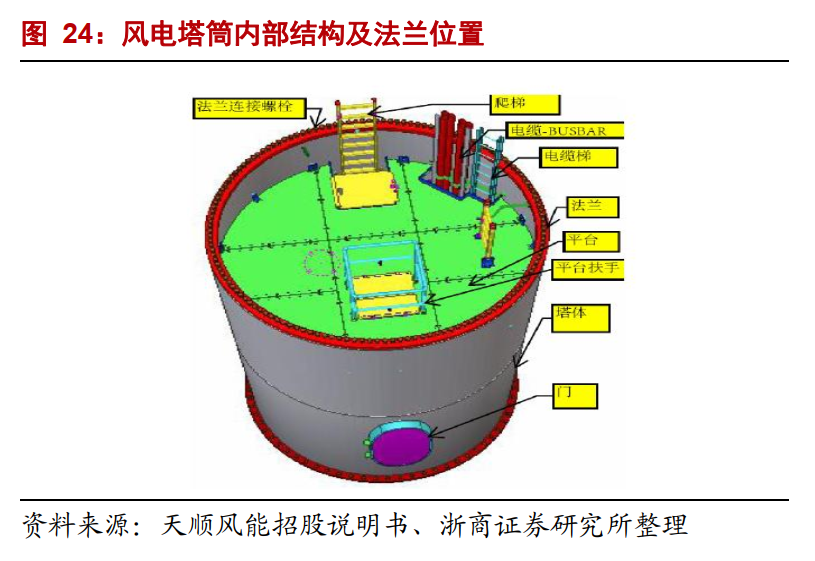 图 24：风电塔筒内部结构及法兰位置
法兰连接螺栓
爬梯
电缆-BUSBAR
电缆梯
法兰
平台
平台扶手
塔体
门
资料来源：天顺风能招股说明书、浙商证券研究所整理